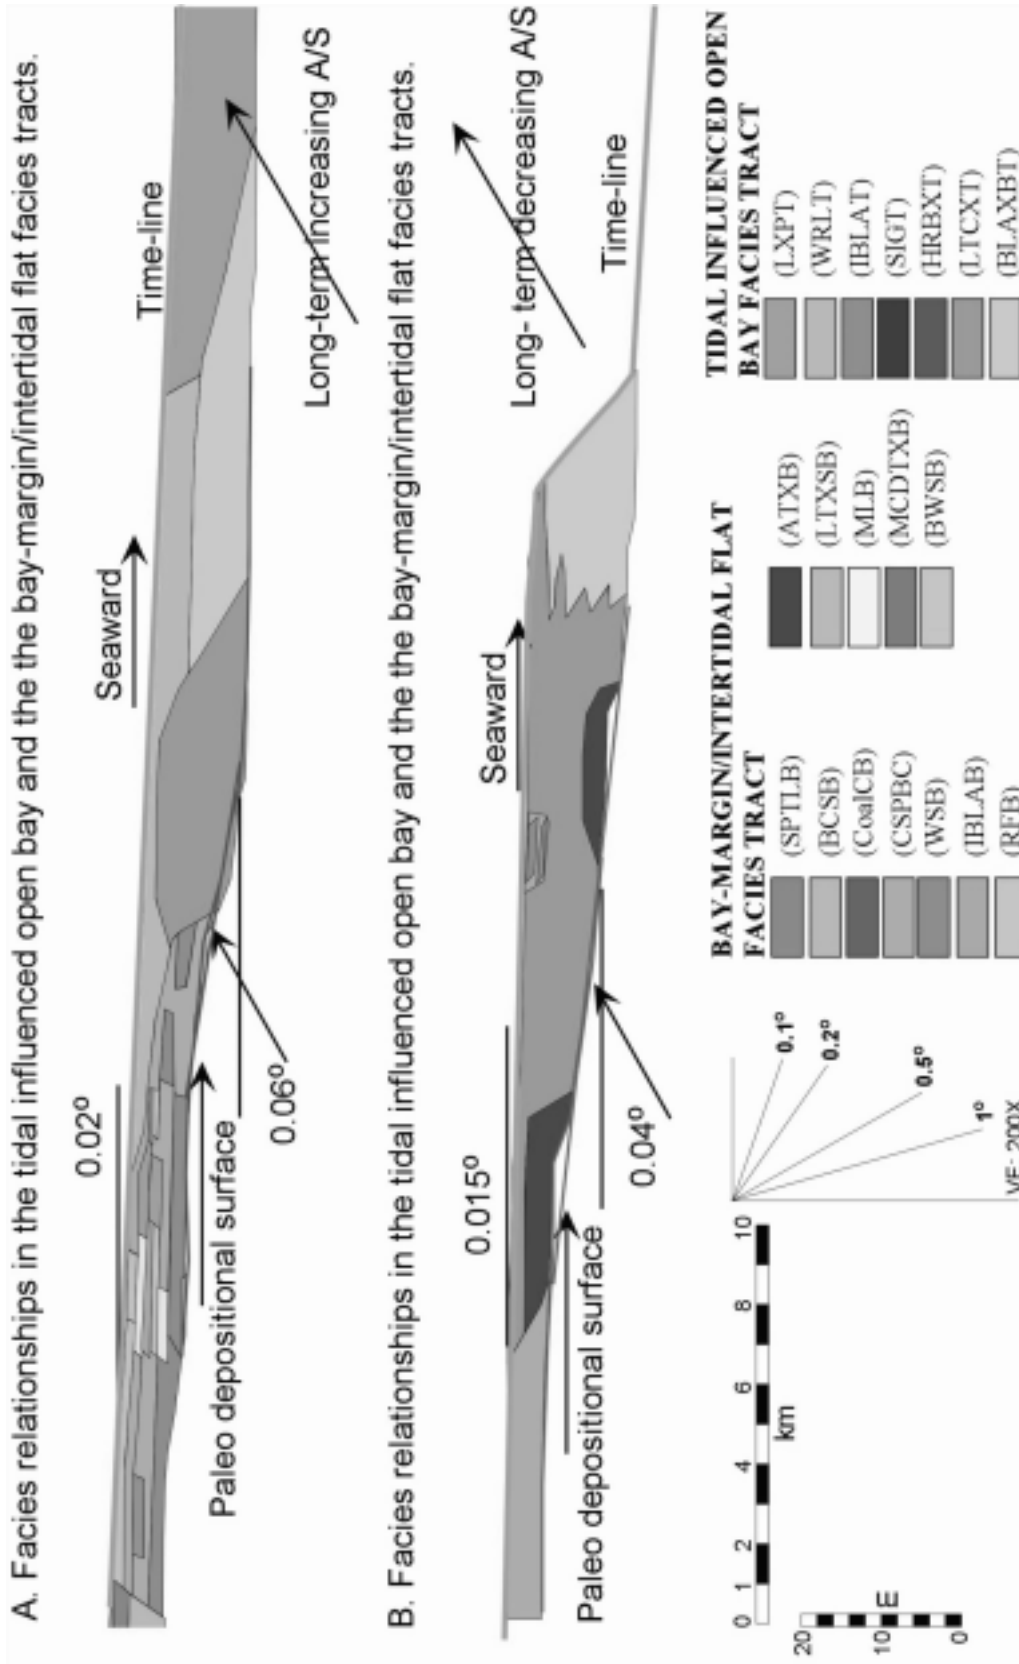 A. Facies relationships in the tidal influenced open bay and the the bay-margin/intertidal flat facies tracts.
0.02º
Seaward
Time-line
Paleo depositional surface
0.06º
Long-term increasing A/S
B. Facies relationships in the tidal influenced open bay and the the bay-margin/intertidal flat facies tracts.
0.015º
Seaward
Long- term decreasing A/S
Time-line
Paleo depositional surface
0.04º
0 1 2 4 6 8 10
km
20
10
0
m
0.1º
0.2º
0.5º
1º
VE: 200X
BAY-MARGIN/INTERTIDAL FLAT
FACIES TRACT
(SPTLB)
(BCSB)
(CoalCB)
(CSPBC)
(WSB)
(IBLAB)
(RFB)
(ATXB)
(LTXSB)
(MLB)
(MCDTXB)
(BWSB)
TIDAL INFLUENCED OPEN
BAY FACIES TRACT
(LXPT)
(WRLT)
(IBLAT)
(SIGT)
(HRBXT)
(LTCXT)
(BLAXBT)